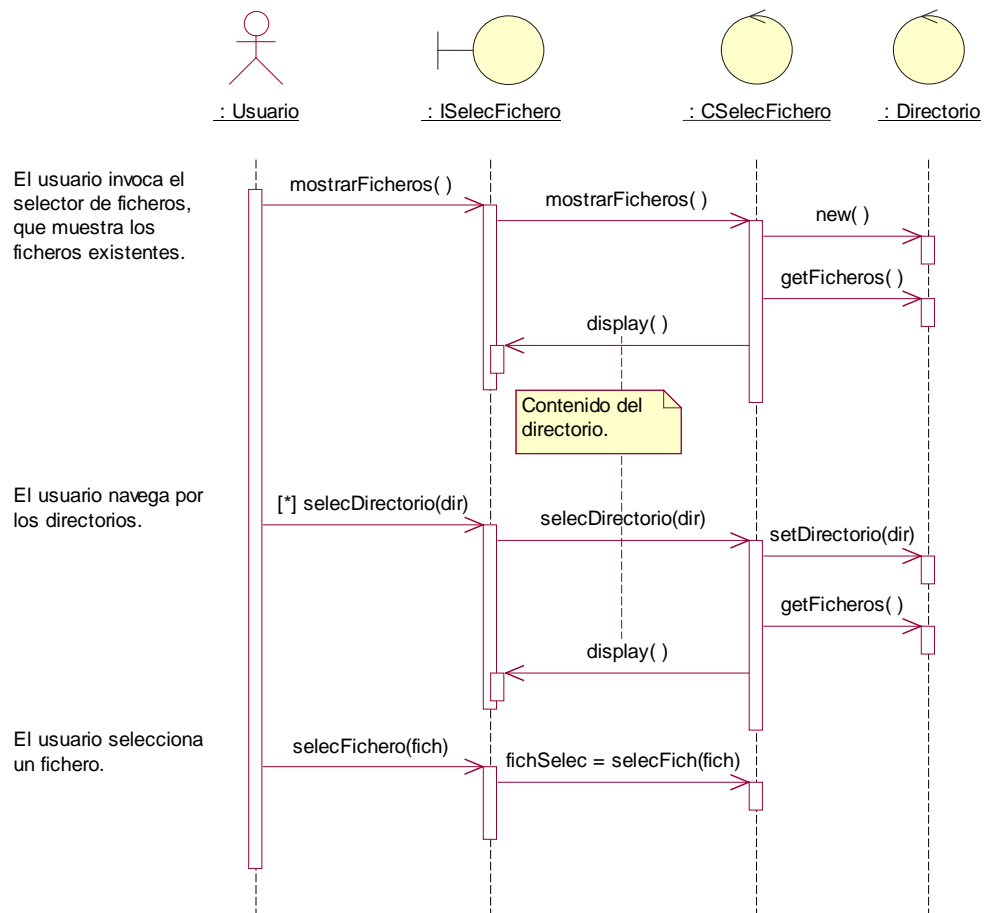 : Usuario
: ISelecFichero
: CSelecFichero
: Directorio
El usuario invoca el
selector de ficheros,
que muestra los
ficheros existentes.
mostrarFicheros( )
mostrarFicheros( )
new( )
getFicheros( )
display( )
Contenido del
directorio.
El usuario navega por
los directorios.
[*] selecDirectorio(dir)
selecDirectorio(dir)
setDirectorio(dir)
getFicheros( )
display( )
El usuario selecciona
un fichero.
selecFichero(fich)
fichSelec = selecFich(fich)